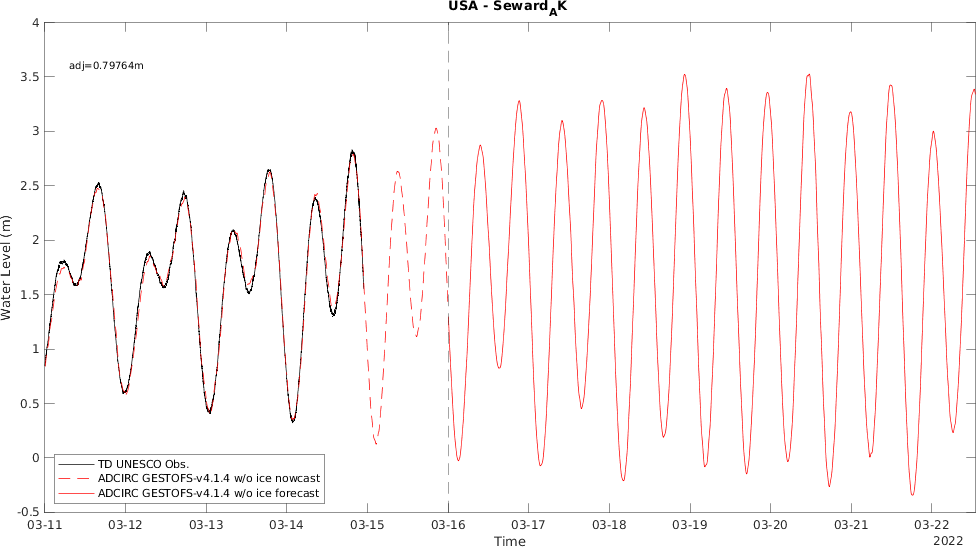 USA - Seward_AK
adj=0.79764m
4
3.5
3
2.5
2
1.5
1
0.5
0
-0.5
Water Level (m)
TD UNESCO Obs.
ADCIRC GESTOFS-v4.1.4 w/o ice nowcast
ADCIRC GESTOFS-v4.1.4 w/o ice forecast
03-11 03-12 03-13 03-14 03-15 03-16 03-17 03-18 03-19 03-20 03-21 03-22
Time
2022